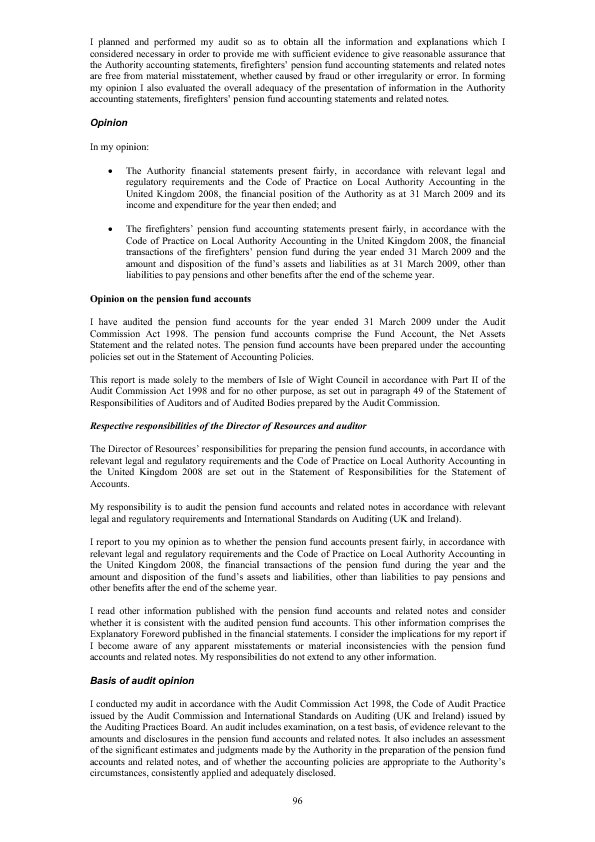 I planned and performed my audit so as to obtain all the information and explanations which I
considered necessary in order to provide me with sufficient evidence to give reasonable assurance that
the Authority accounting statements, firefighters' pension fund accounting statements and related notes
are free from material misstatement, whether caused by fraud or other irregularity or error. In forming
my opinion I also evaluated the overall adequacy of the presentation of information in the Authority
accounting statements, firefighters' pension fund accounting statements and related notes.
Opinion
In my opinion:
• The Authority financial statements present fairly, in accordance with relevant legal and
regulatory requirements and the Code of Practice on Local Authority Accounting in the
United Kingdom 2008, the financial position of the Authority as at 31 March 2009 and its
income and expenditure for the year then ended; and
• The firefighters' pension fund accounting statements present fairly, in accordance with the
Code of Practice on Local Authority Accounting in the United Kingdom 2008, the financial
transactions of the firefighters' pension fund during the year ended 31 March 2009 and the
amount and disposition of the fund's assets and liabilities as at 31 March 2009, other than
liabilities to pay pensions and other benefits after the end of the scheme year.
Opinion on the pension fund accounts
I have audited the pension fund accounts for the year ended 31 March 2009 under the Audit
Commission Act 1998. The pension fund accounts comprise the Fund Account, the Net Assets
Statement and the related notes. The pension fund accounts have been prepared under the accounting
policies set out in the Statement of Accounting Policies.
This report is made solely to the members of Isle of Wight Council in accordance with Part II of the
Audit Commission Act 1998 and for no other purpose, as set out in paragraph 49 of the Statement of
Responsibilities of Auditors and of Audited Bodies prepared by the Audit Commission.
Respective responsibilities of the Director of Resources and auditor
The Director of Resources' responsibilities for preparing the pension fund accounts, in accordance with
relevant legal and regulatory requirements and the Code of Practice on Local Authority Accounting in
the United Kingdom 2008 are set out in the Statement of Responsibilities for the Statement of
Accounts.
My responsibility is to audit the pension fund accounts and related notes in accordance with relevant
legal and regulatory requirements and International Standards on Auditing (UK and Ireland).
I report to you my opinion as to whether the pension fund accounts present fairly, in accordance with
relevant legal and regulatory requirements and the Code of Practice on Local Authority Accounting in
the United Kingdom 2008, the financial transactions of the pension fund during the year and the
amount and disposition of the fund's assets and liabilities, other than liabilities to pay pensions and
other benefits after the end of the scheme year.
I read other information published with the pension fund accounts and related notes and consider
whether it is consistent with the audited pension fund accounts. This other information comprises the
Explanatory Foreword published in the financial statements. I consider the implications for my report if
I become aware of any apparent misstatements or material inconsistencies with the pension fund
accounts and related notes. My responsibilities do not extend to any other information.
Basis of audit opinion
I conducted my audit in accordance with the Audit Commission Act 1998, the Code of Audit Practice
issued by the Audit Commission and International Standards on Auditing (UK and Ireland) issued by
the Auditing Practices Board. An audit includes examination, on a test basis, of evidence relevant to the
amounts and disclosures in the pension fund accounts and related notes. It also includes an assessment
of the significant estimates and judgments made by the Authority in the preparation of the pension fund
accounts and related notes, and of whether the accounting policies are appropriate to the Authority's
circumstances, consistently applied and adequately disclosed.
96